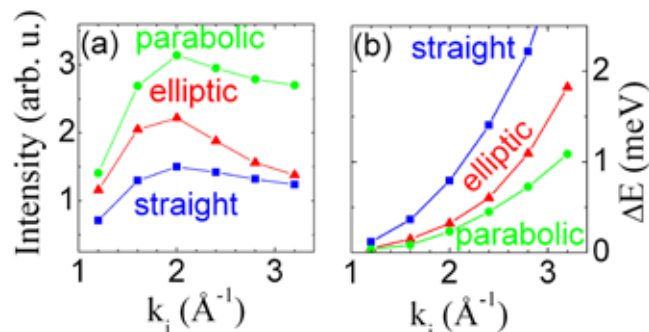 (a)
parabolic
elliptic
straight
Intensity (arb. u.)
3
2
1
1
2
3
k_i (Å⁻¹)
(b)
straight
elliptic
parabolic
ΔE (meV)
2
1
0
1
2
3
k_i (Å⁻¹)